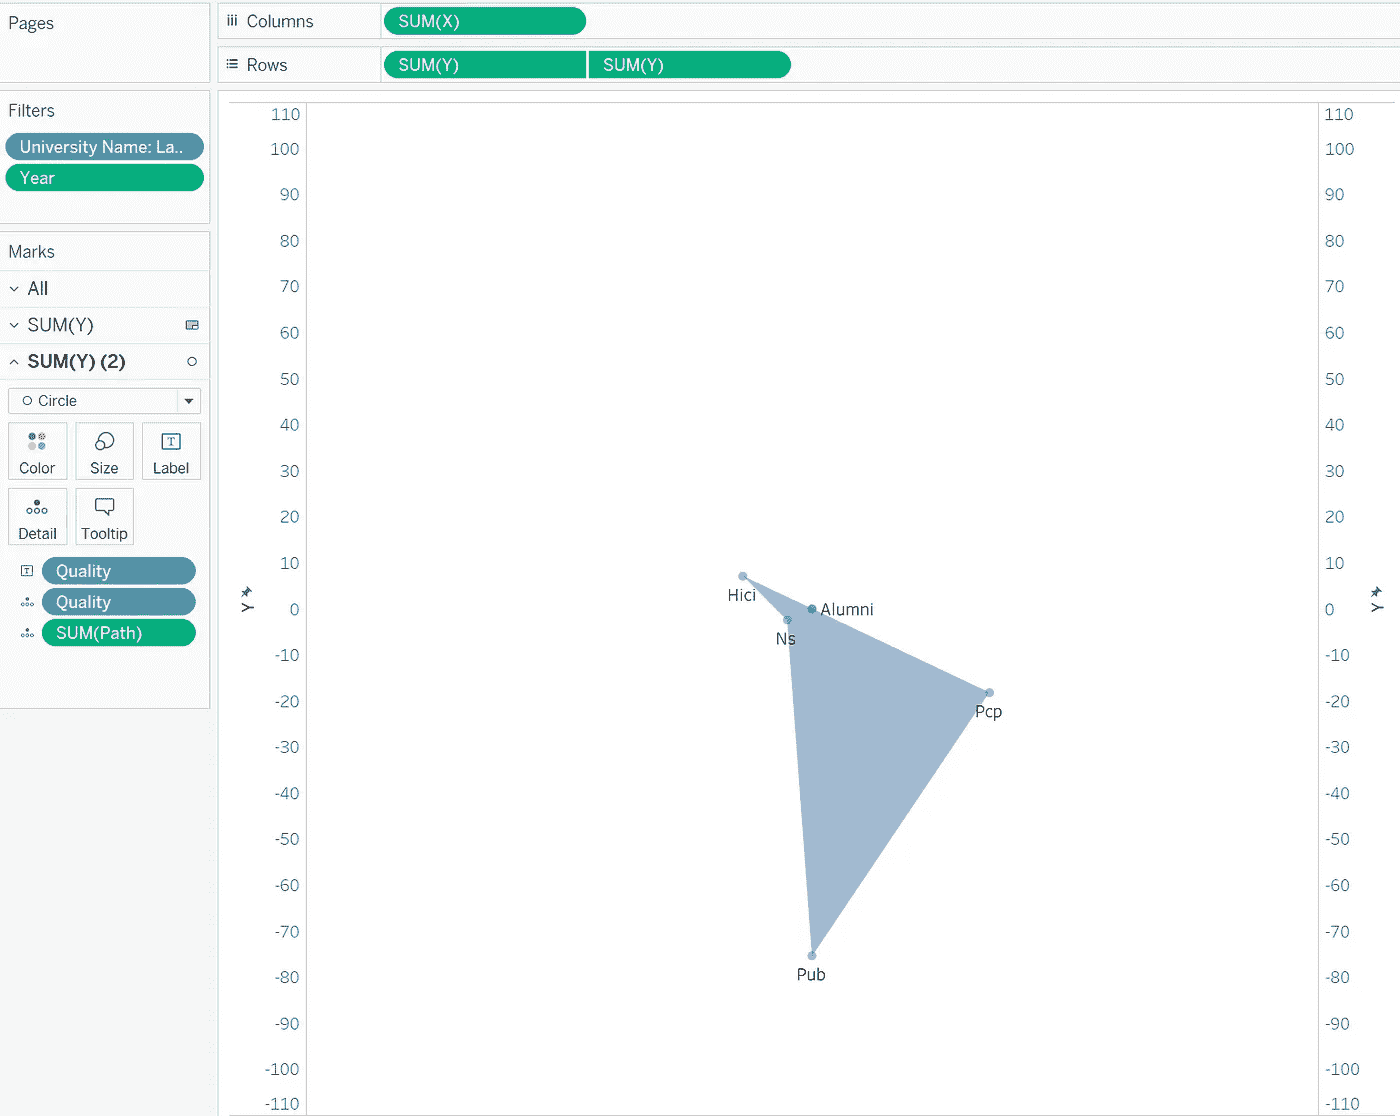 Pages
Filters
University Name: La..
Year
Marks
All
SUM(Y)
SUM(Y) (2)
Circle
Color
Size
T
Label
Detail
Tooltip
T
Quality
Quality
SUM(Path)
Columns
SUM(X)
Rows
SUM(Y)
SUM(Y)
110
100
90
80
70
60
50
40
30
20
10
0
-10
-20
-30
-40
-50
-60
-70
-80
-90
-100
-110
Y
Hici
Alumni
Ns
Pcp
Pub
110
100
90
80
70
60
50
40
30
20
10
0
-10
-20
-30
-40
-50
-60
-70
-80
-90
-100
-110
Y